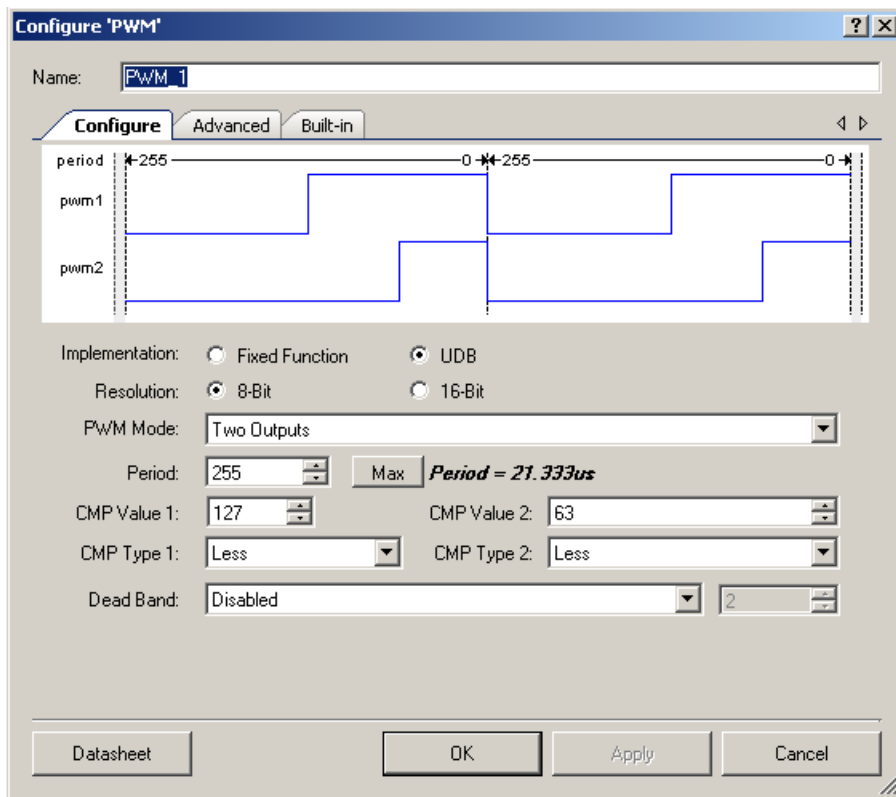 Configure 'PWM'
Name: PWM_1
Configure Advanced Built-in
period 255 0 255 0
pwm1
pwm2
Implementation: Fixed Function UDB
Resolution: 8-Bit 16-Bit
PWM Mode: Two Outputs
Period: 255 Max Period = 21.333us
CMP Value 1: 127 CMP Value 2: 63
CMP Type 1: Less CMP Type 2: Less
Dead Band: Disabled 2
Datasheet OK Apply Cancel